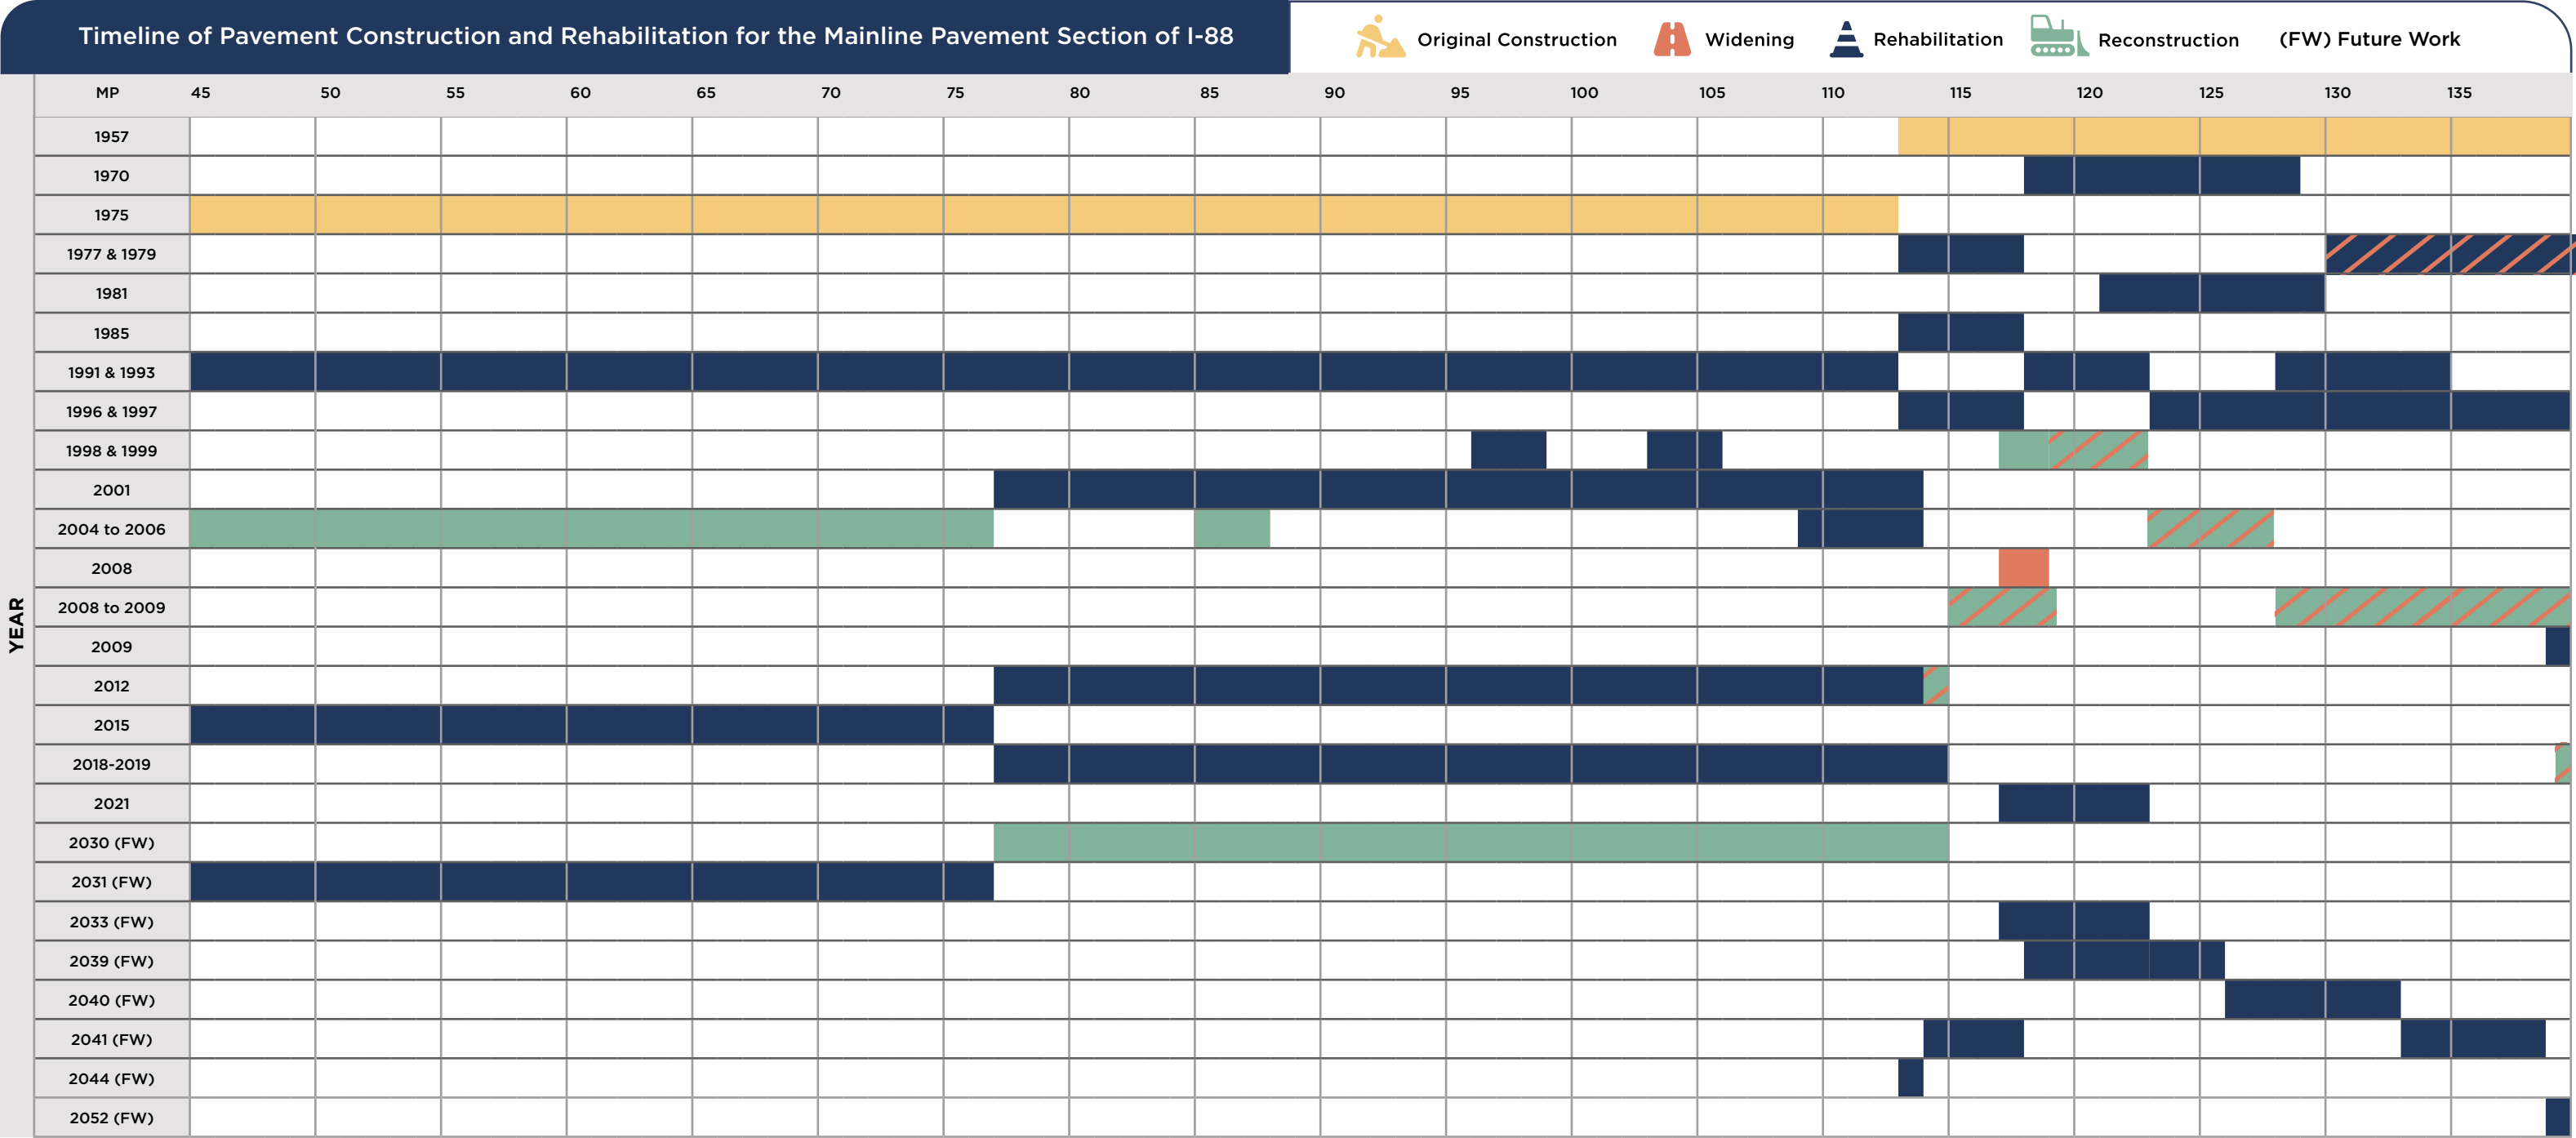 Timeline of Pavement Construction and Rehabilitation for the Mainline Pavement Section of I-88
Original Construction Widening Rehabilitation Reconstruction (FW) Future Work
MP 45 50 55 60 65 70 75 80 85 90 95 100 105 110 115 120 125 130 135
YEAR
1957
1970
1975
1977 & 1979
1981
1985
1991 & 1993
1996 & 1997
1998 & 1999
2001
2004 to 2006
2008
2008 to 2009
2009
2012
2015
2018-2019
2021
2030 (FW)
2031 (FW)
2033 (FW)
2039 (FW)
2040 (FW)
2041 (FW)
2044 (FW)
2052 (FW)